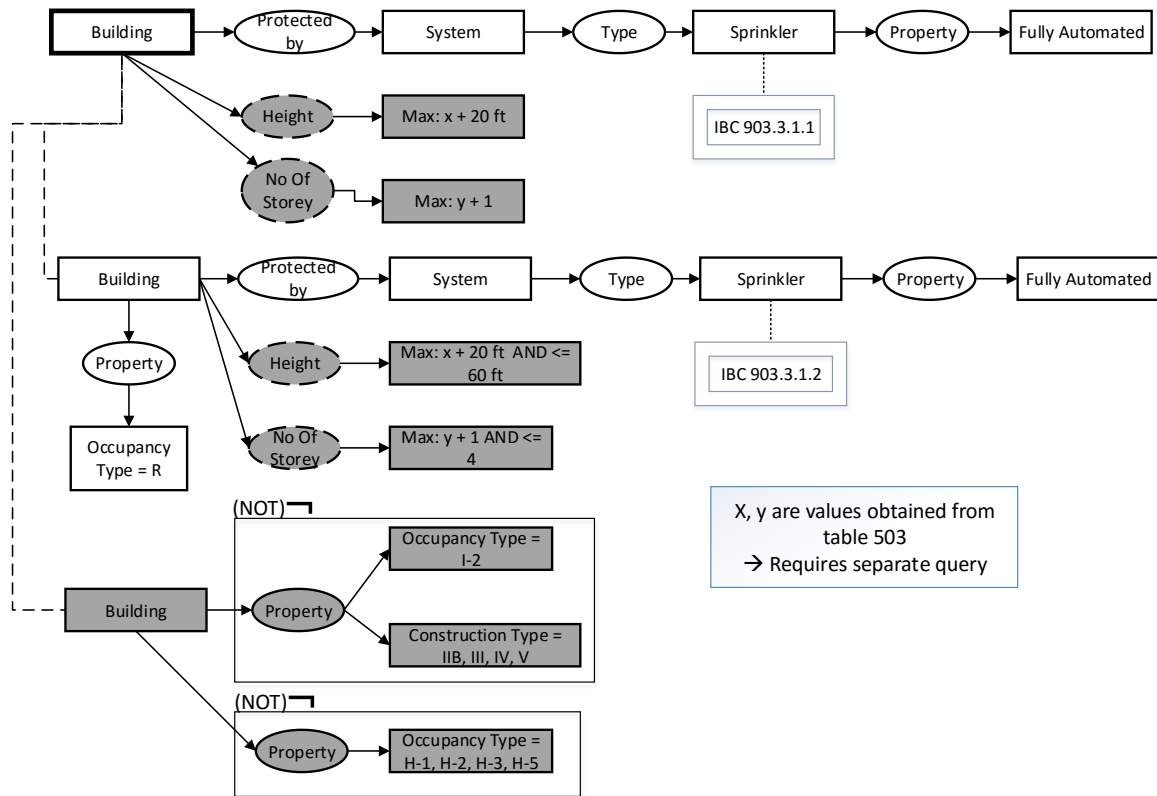 Building
Protected
by
System
Type
Sprinkler
Property
Fully Automated
Height
Max: x + 20 ft
IBC 903.3.1.1
No Of
Storey
Max: y + 1
Building
Protected
by
System
Type
Sprinkler
Property
Fully Automated
Property
Height
Max: x + 20 ft AND <=
60 ft
IBC 903.3.1.2
Occupancy
Type = R
No Of
Storey
Max: y + 1 AND <=
4
(NOT) ¬
Occupancy Type =
I-2
X, y are values obtained from
table 503
→ Requires separate query
Building
Property
Construction Type =
IIB, III, IV, V
(NOT) ¬
Property
Occupancy Type =
H-1, H-2, H-3, H-5